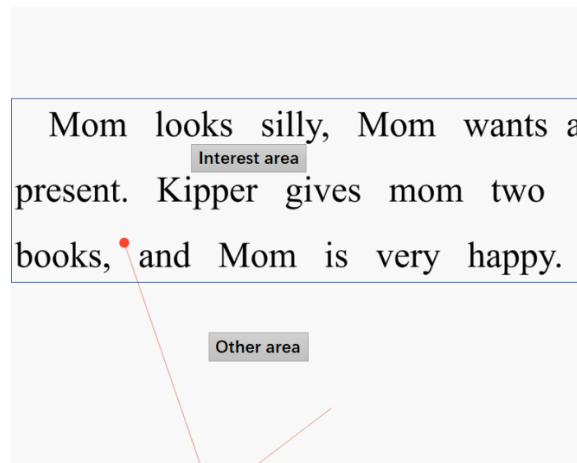 Mom looks silly, Mom wants a
Interest area
present. Kipper gives mom two
books, and Mom is very happy.
Other area